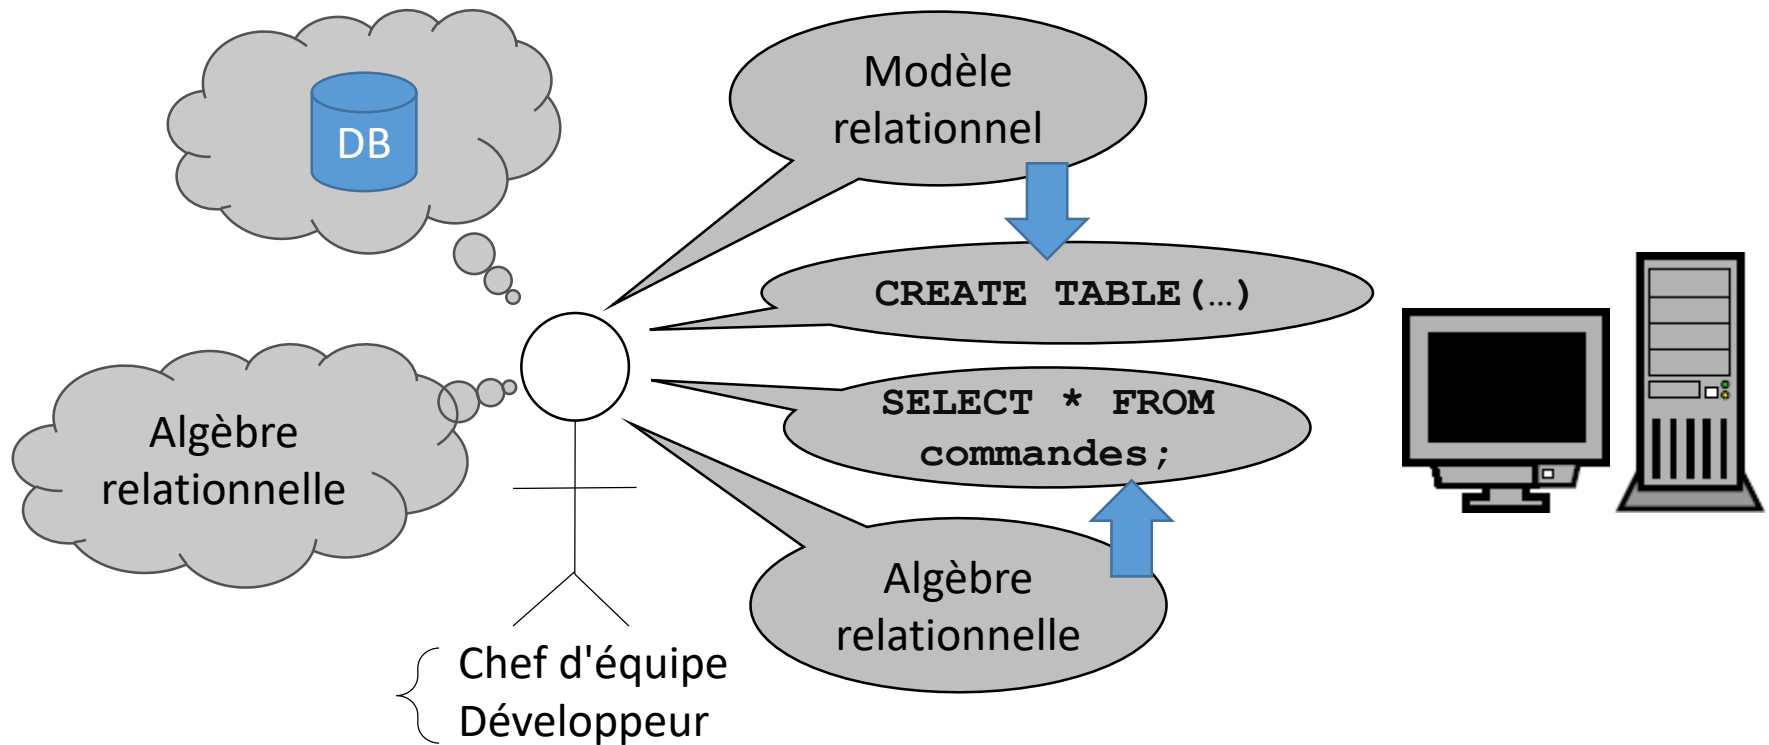 DB
Modèle
relationnel
CREATE TABLE(…)
SELECT * FROM
commandes;
Algèbre
relationnelle
Algèbre
relationnelle
Chef d'équipe
Développeur